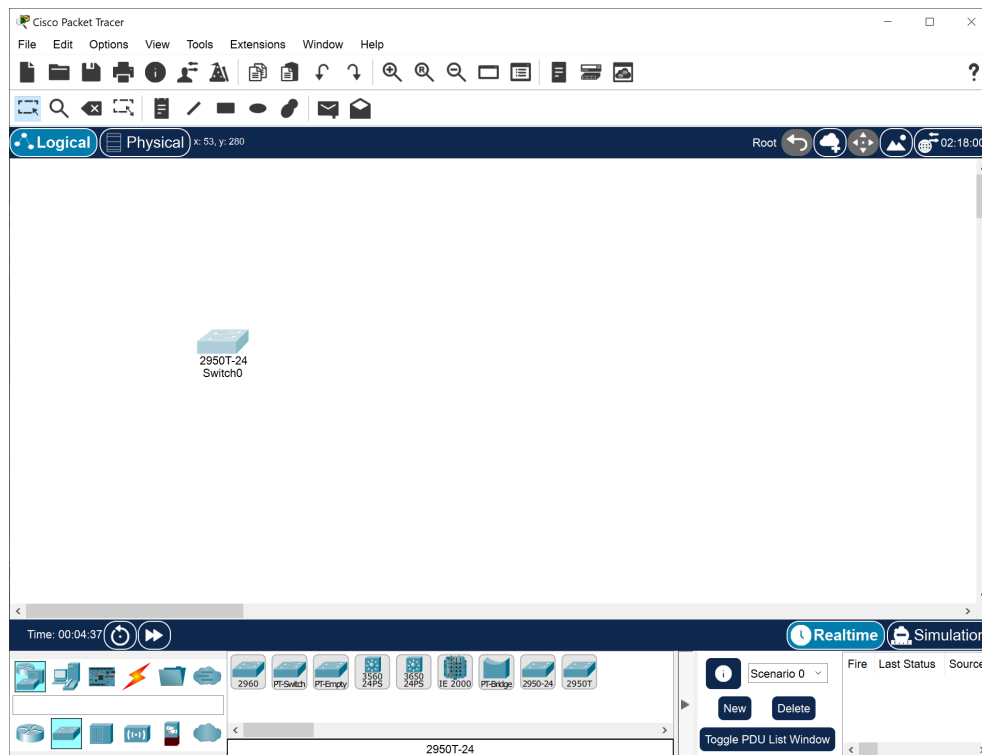 Cisco Packet Tracer
File Edit Options View Tools Extensions Window Help
?
Logical Physical x: 53, y: 280 Root 02:18:00
2950T-24
Switch0
Time: 00:04:37 Realtime Simulation
2960 PT-Switch PT-Empty 3560 24PS 3650 24PS IE 2000 PT-Bridge 2950-24 2950T
2950T-24
Scenario 0
New Delete
Toggle PDU List Window
Fire Last Status Source